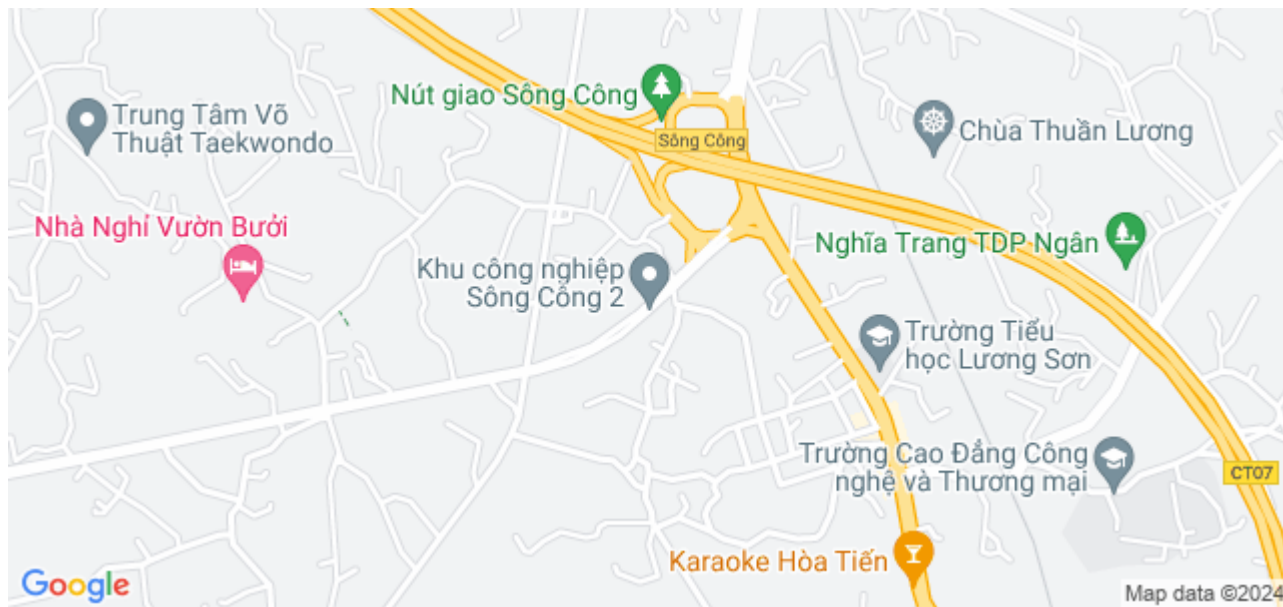 Nút giao Sông Công
Sông Công
Trung Tâm Võ
Thuật Taekwondo
Chùa Thuần Lương
Nhà Nghỉ Vườn Bưởi
Nghĩa Trang TDP Ngân
Khu công nghiệp
Sông Công 2
Trường Tiểu
học Lương Sơn
Trường Cao Đẳng Công
nghệ và Thương mại
CT07
Karaoke Hòa Tiến
Google
Map data ©2024